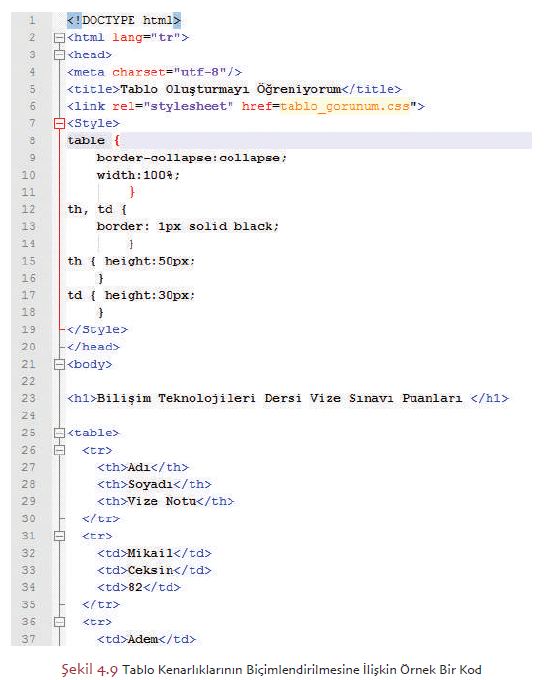 1 <!DOCTYPE html>
2 <html lang="tr">
3 <head>
4 <meta charset="utf-8"/>
5 <title>Tablo Oluşturmayı Öğreniyorum</title>
6 <link rel="stylesheet" href=tablo_gorunum.css">
7 <Style>
8 table {
9 border-collapse:collapse;
10 width:100%;
11 }
12 th, td {
13 border: 1px solid black;
14 }
15 th { height:50px;
16 }
17 td { height:30px;
18 }
19 </Style>
20 </head>
21 <body>
22
23 <h1>Bilişim Teknolojileri Dersi Vize Sınavı Puanları </h1>
24
25 <table>
26 <tr>
27 <th>Adı</th>
28 <th>Soyadı</th>
29 <th>Vize Notu</th>
30 </tr>
31 <tr>
32 <td>Mikail</td>
33 <td>Ceksin</td>
34 <td>82</td>
35 </tr>
36 <tr>
37 <td>Adem</td>
Şekil 4.9 Tablo Kenarlıklarının Biçimlendirilmesine İlişkin Örnek Bir Kod